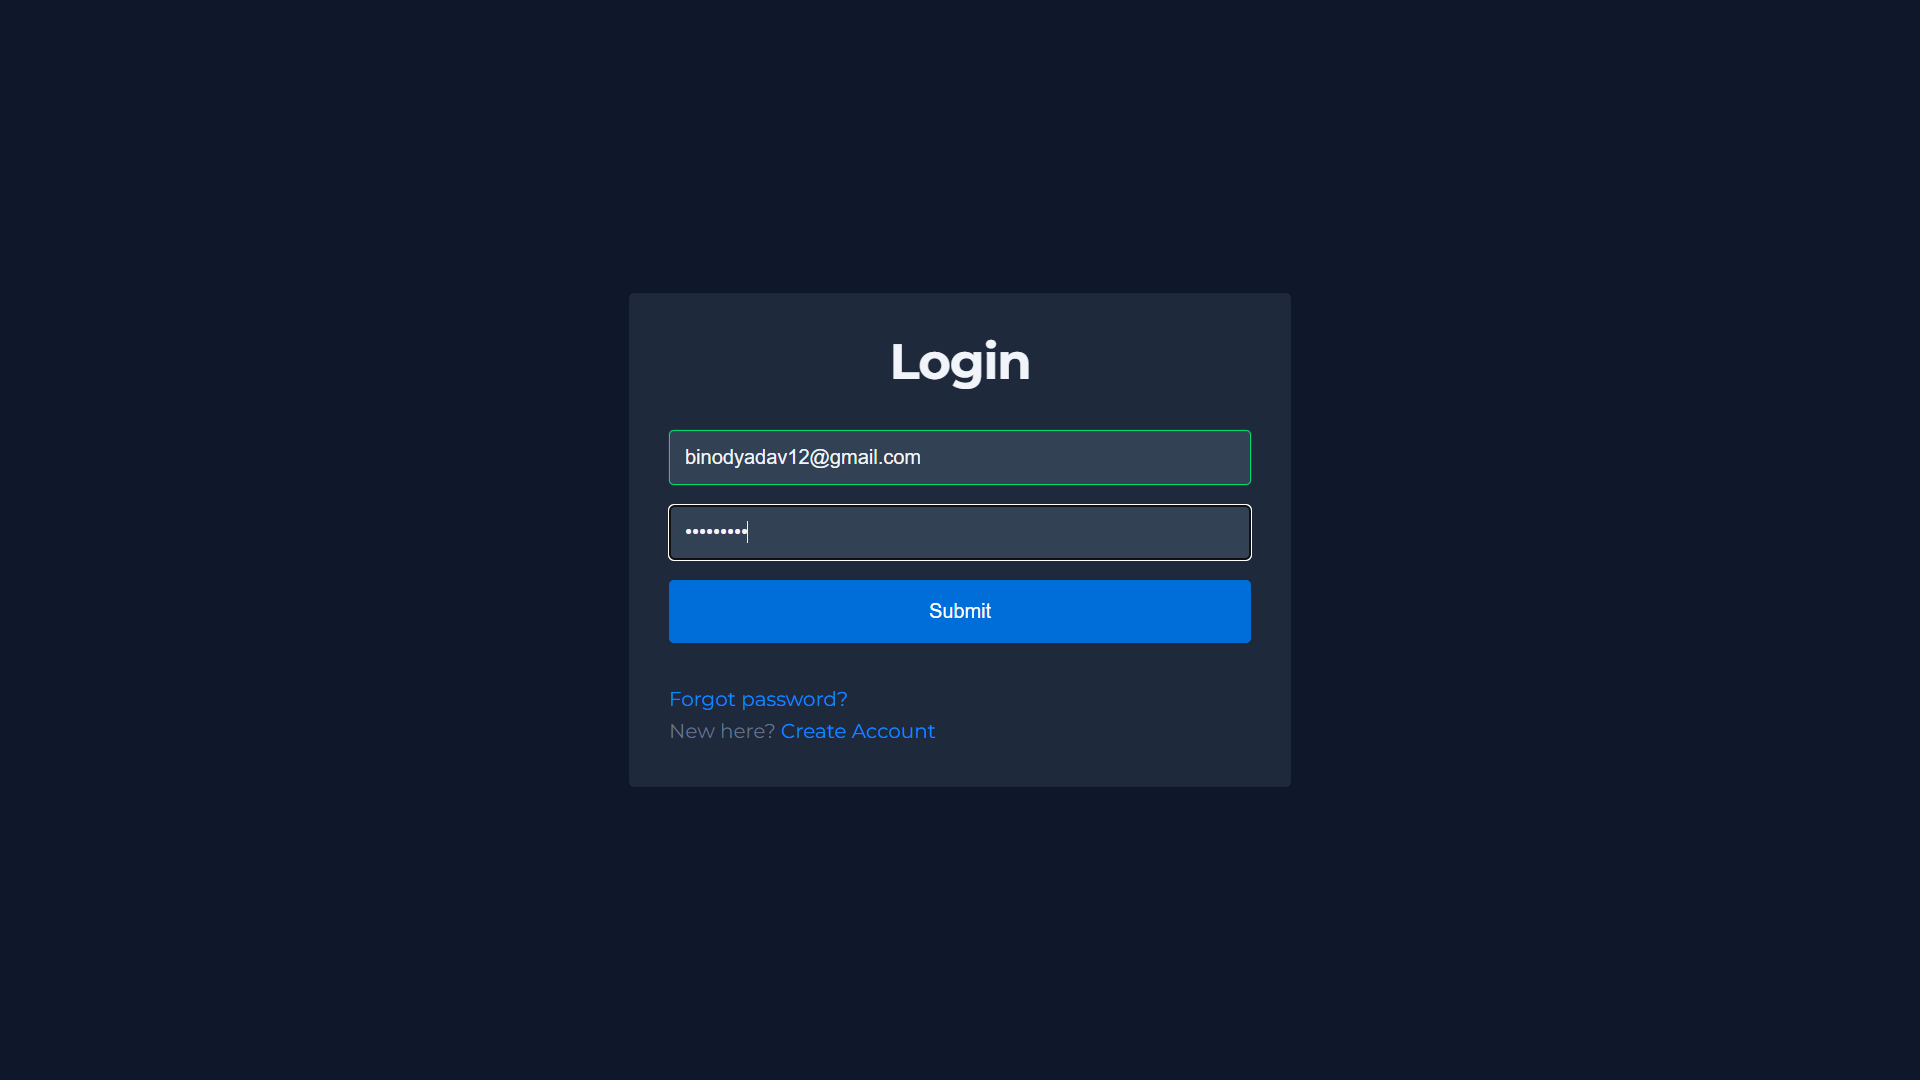 Login
binodyadav12@gmail.com
•••••••••
Submit
Forgot password?
New here? Create Account